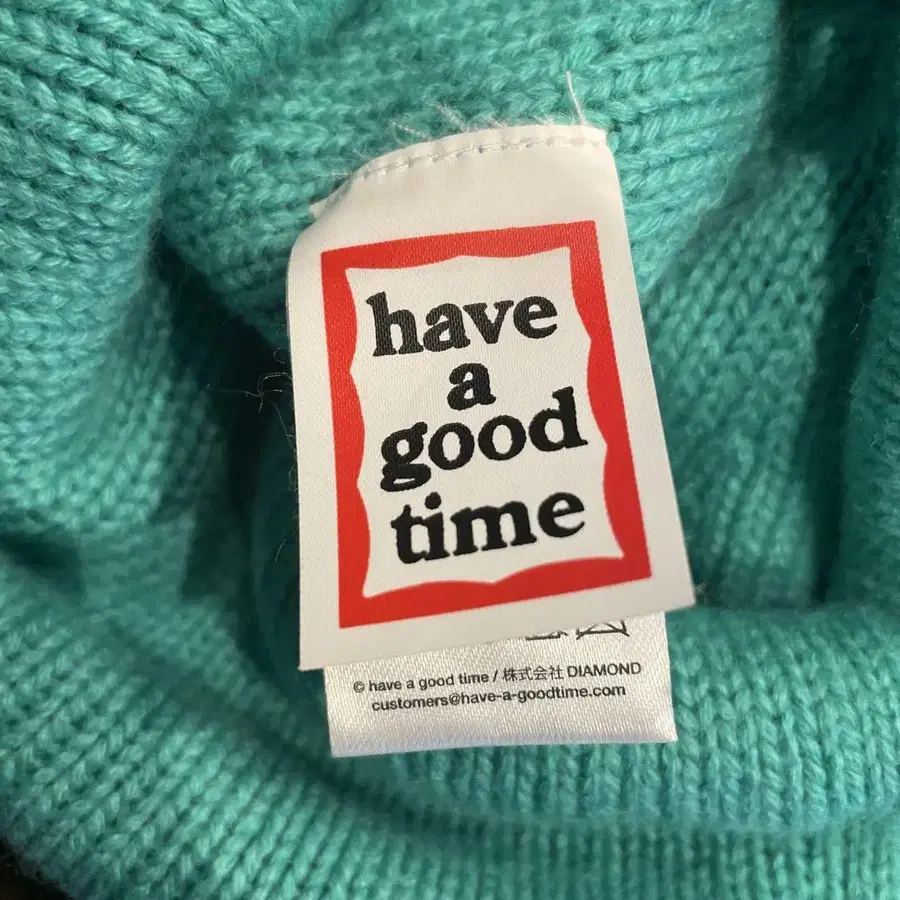 have
a
good
time
© have a good time / 株式会社 DIAMOND
customers@have-a-goodtime.com